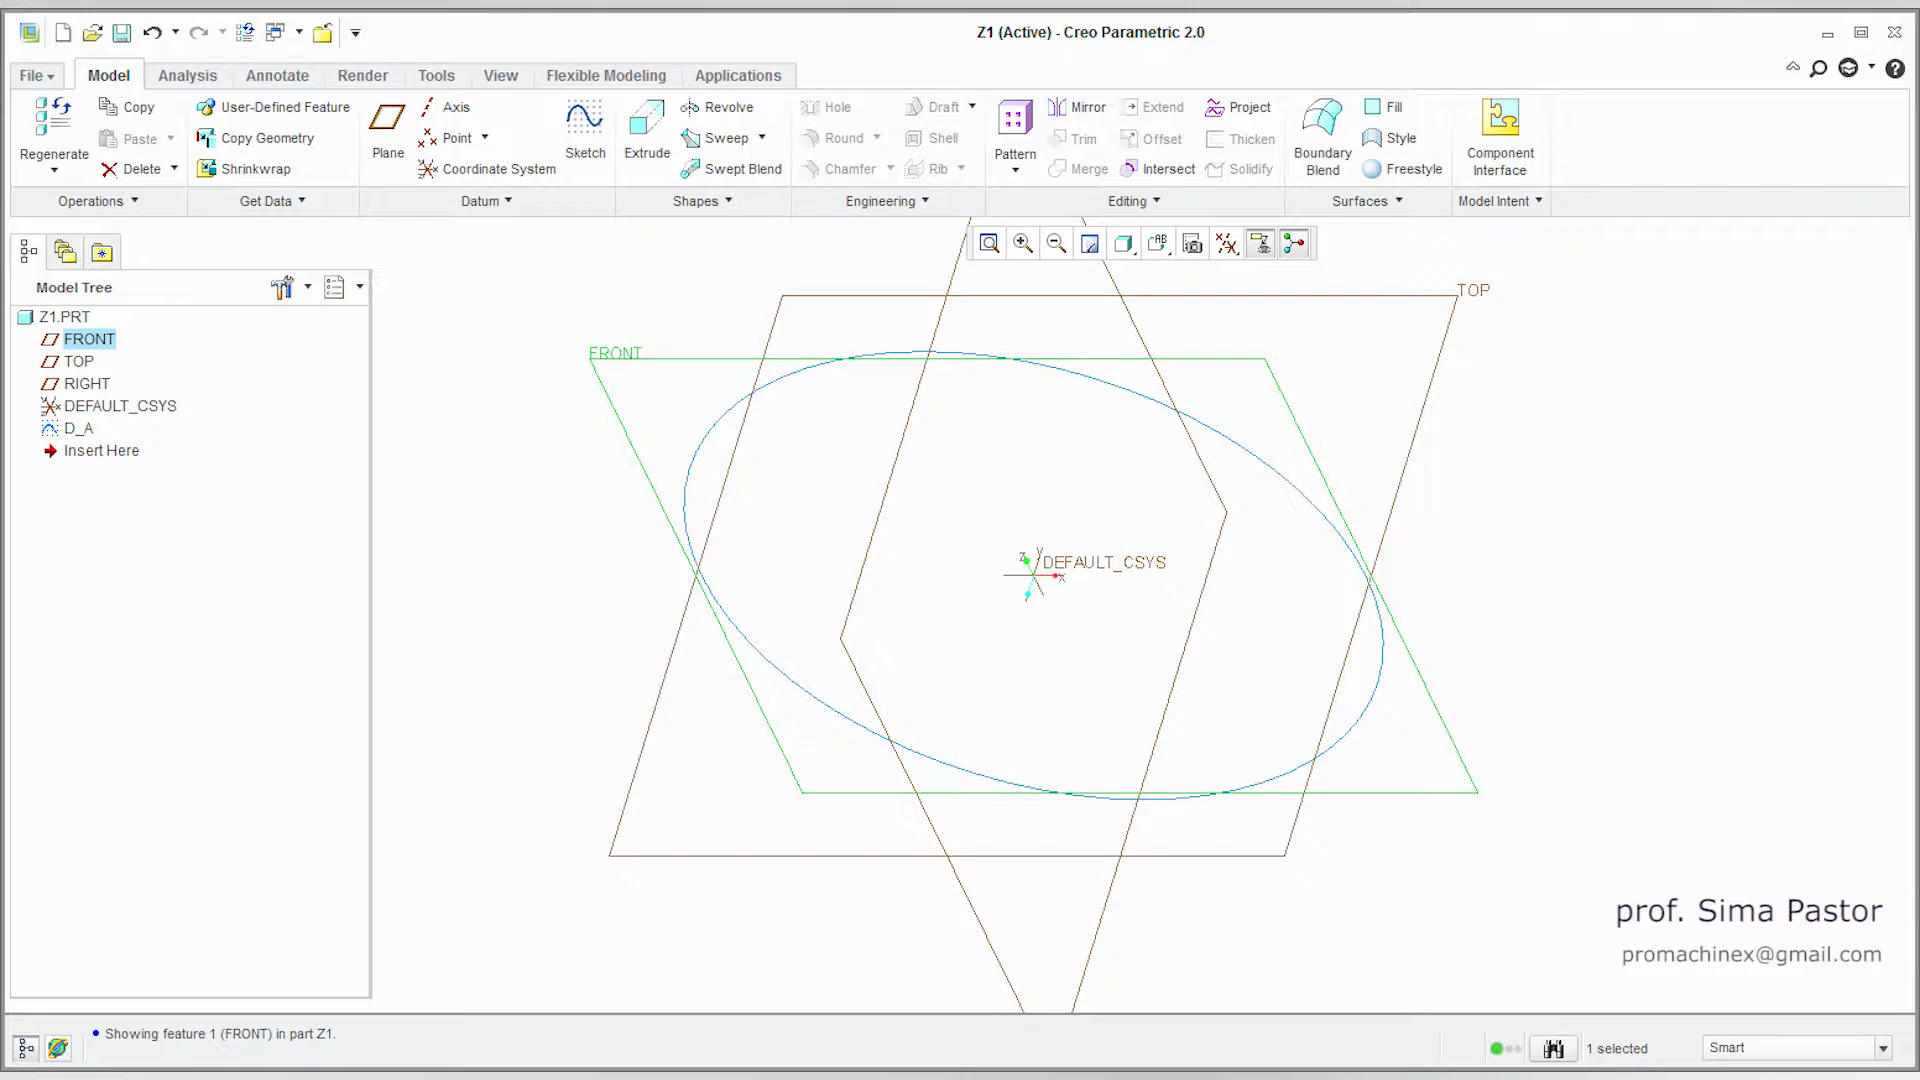 Z1 (Active) - Creo Parametric 2.0
File Model Analysis Annotate Render Tools View Flexible Modeling Applications
Regenerate Copy Paste Delete
User-Defined Feature Copy Geometry Shrinkwrap
Plane Axis Point Coordinate System Sketch
Extrude Revolve Sweep Swept Blend
Hole Round Chamfer Draft Shell Rib
Pattern Mirror Trim Merge Extend Offset Intersect Project Thicken Solidify
Boundary Blend Fill Style Freestyle
Component Interface
Operations Get Data Datum Shapes Engineering Editing Surfaces Model Intent
Model Tree
Z1.PRT
FRONT
TOP
RIGHT
DEFAULT_CSYS
D_A
Insert Here
TOP
FRONT
Z Y
DEFAULT_CSYS
X
prof. Sima Pastor
promachinex@gmail.com
Showing feature 1 (FRONT) in part Z1.
1 selected
Smart